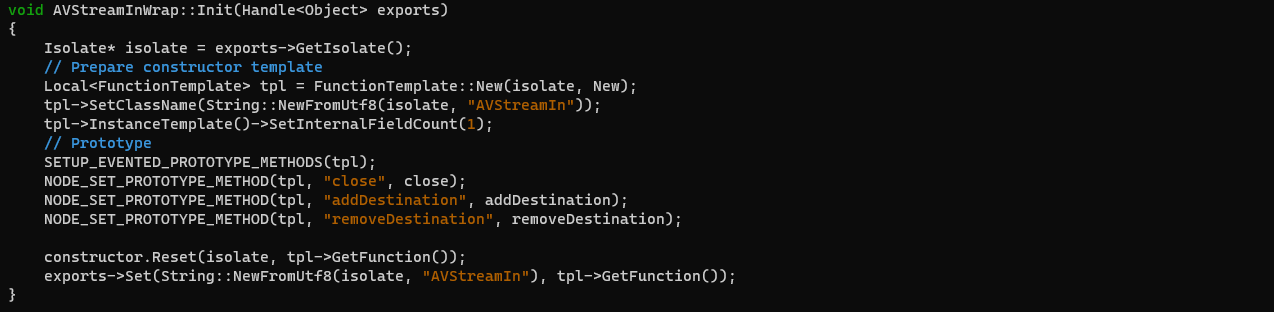 void AVStreamInWrap::Init(Handle<Object> exports)
{
    Isolate* isolate = exports->GetIsolate();
    // Prepare constructor template
    Local<FunctionTemplate> tpl = FunctionTemplate::New(isolate, New);
    tpl->SetClassName(String::NewFromUtf8(isolate, "AVStreamIn"));
    tpl->InstanceTemplate()->SetInternalFieldCount(1);
    // Prototype
    SETUP_EVENTED_PROTOTYPE_METHODS(tpl);
    NODE_SET_PROTOTYPE_METHOD(tpl, "close", close);
    NODE_SET_PROTOTYPE_METHOD(tpl, "addDestination", addDestination);
    NODE_SET_PROTOTYPE_METHOD(tpl, "removeDestination", removeDestination);

    constructor.Reset(isolate, tpl->GetFunction());
    exports->Set(String::NewFromUtf8(isolate, "AVStreamIn"), tpl->GetFunction());
}